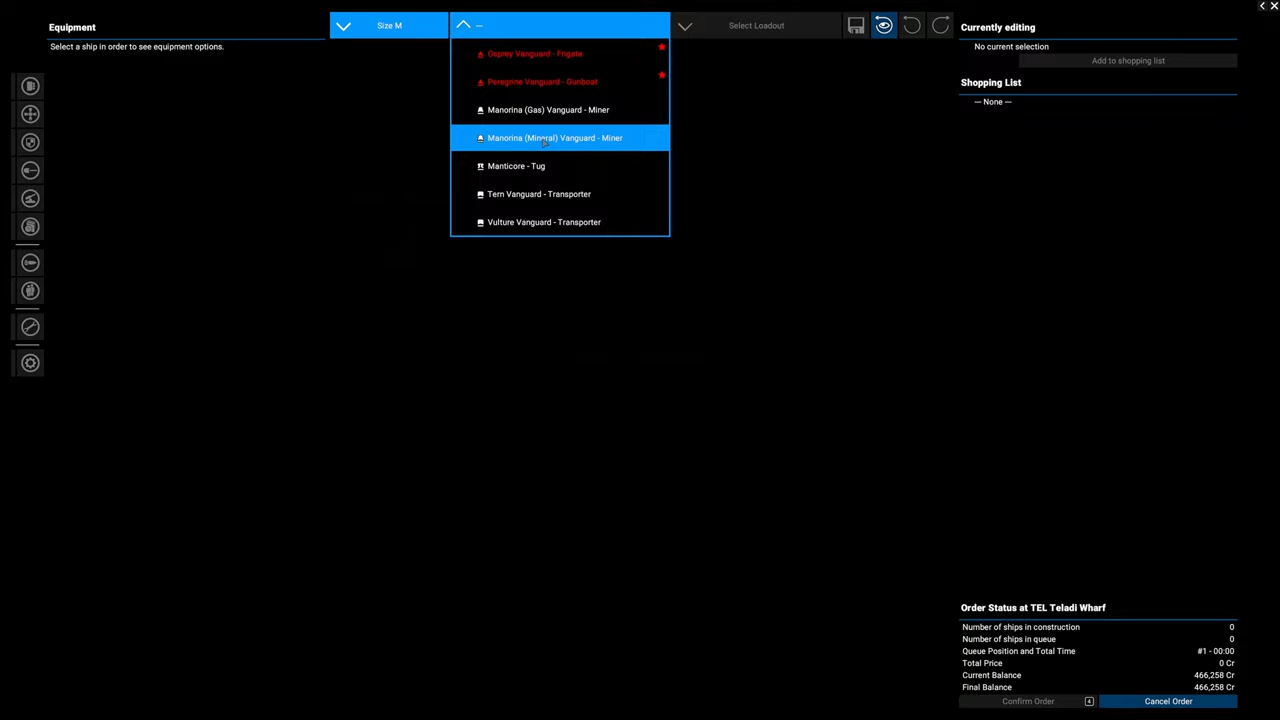 Equipment
Select a ship in order to see equipment options.
Size M
—
Select Loadout
Osprey Vanguard - Frigate
Peregrine Vanguard - Gunboat
Manorina (Gas) Vanguard - Miner
Manorina (Mineral) Vanguard - Miner
Manticore - Tug
Tern Vanguard - Transporter
Vulture Vanguard - Transporter
Currently editing
No current selection
Add to shopping list
Shopping List
— None —
Order Status at TEL Teladi Wharf
Number of ships in construction 0
Number of ships in queue 0
Queue Position and Total Time #1 - 00:00
Total Price 0 Cr
Current Balance 466,258 Cr
Final Balance 466,258 Cr
Confirm Order 4 Cancel Order